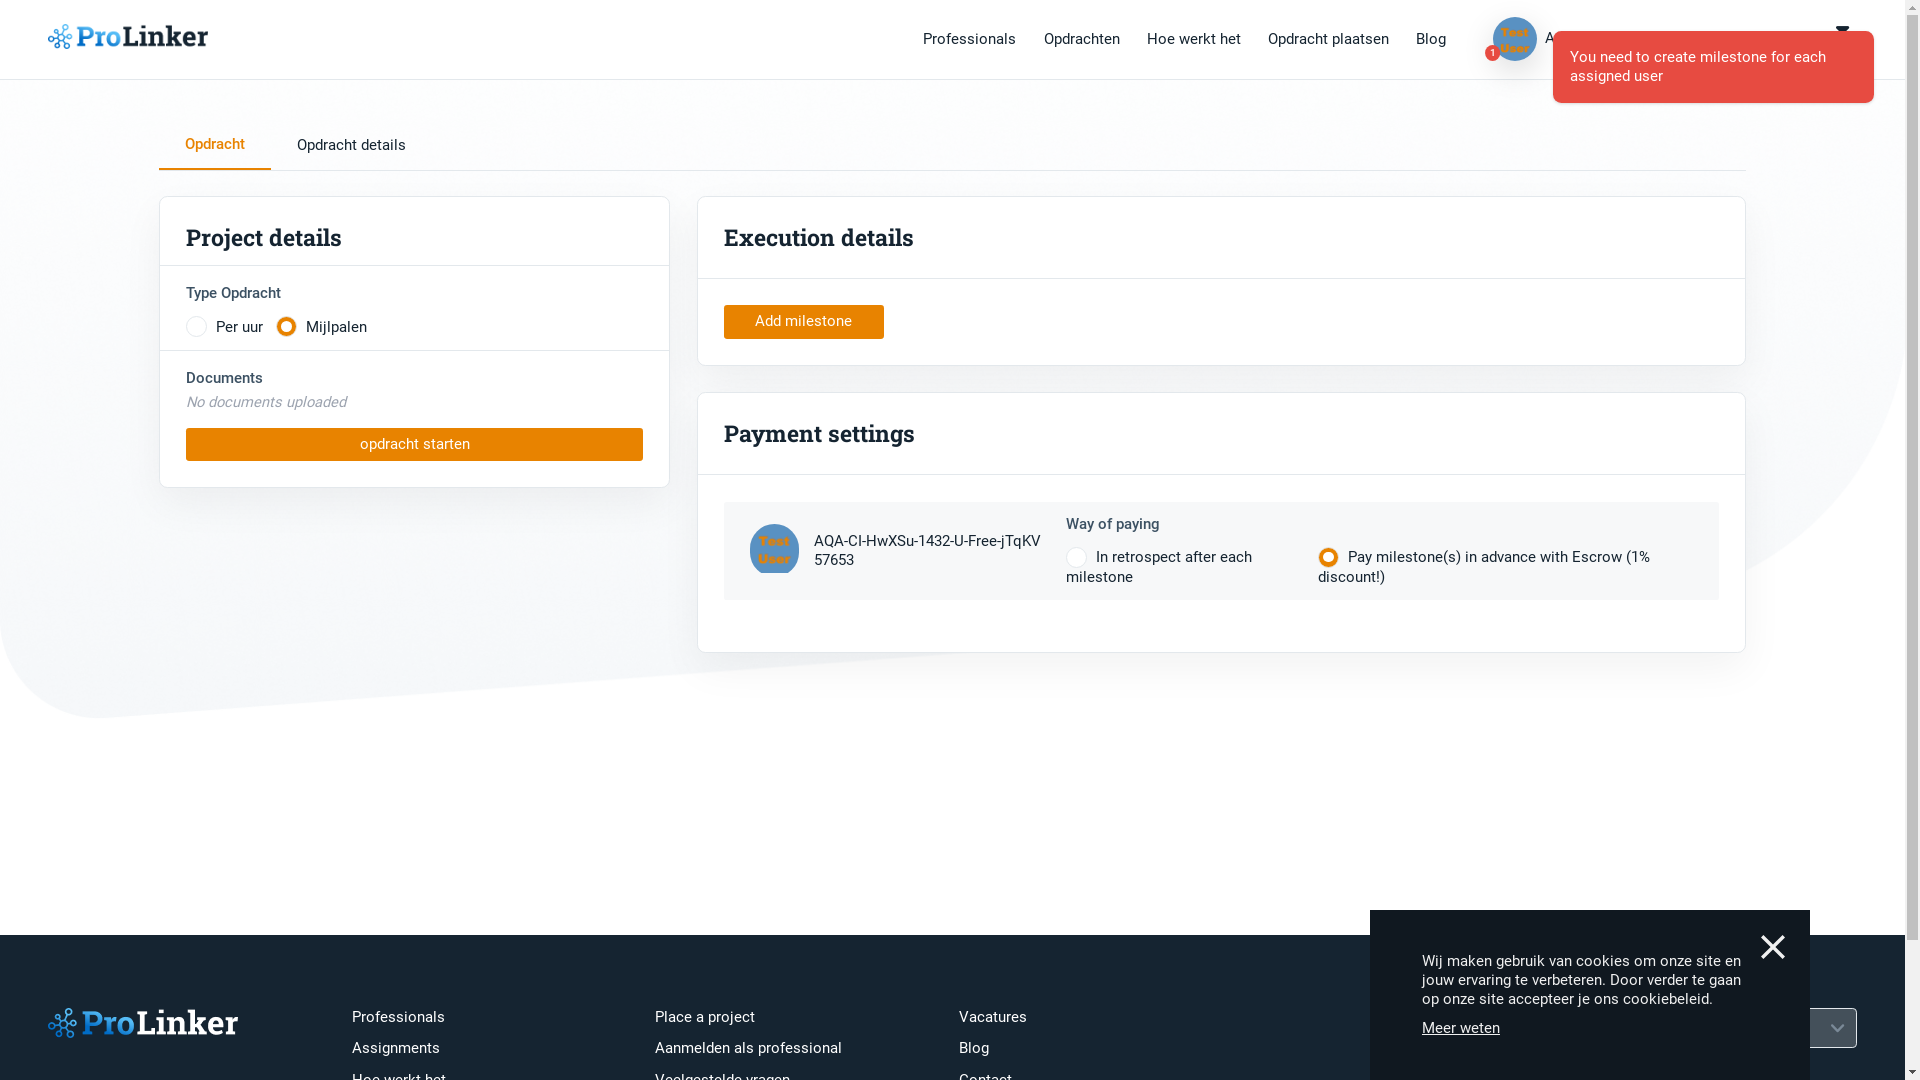 ProLinker
Professionals
Opdrachten
Hoe werkt het
Opdracht plaatsen
Blog
Test
User
1
A
You need to create milestone for each
assigned user
Opdracht
Opdracht details
Project details
Type Opdracht
Per uur
Mijlpalen
Documents
No documents uploaded
opdracht starten
Execution details
Add milestone
Payment settings
Test
User
AQA-CI-HwXSu-1432-U-Free-jTqKV
57653
Way of paying
In retrospect after each
milestone
Pay milestone(s) in advance with Escrow (1%
discount!)
ProLinker
Professionals
Assignments
Hoe werkt het
Place a project
Aanmelden als professional
Veelgestelde vragen
Vacatures
Blog
Contact
Wij maken gebruik van cookies om onze site en
jouw ervaring te verbeteren. Door verder te gaan
op onze site accepteer je ons cookiebeleid.
Meer weten